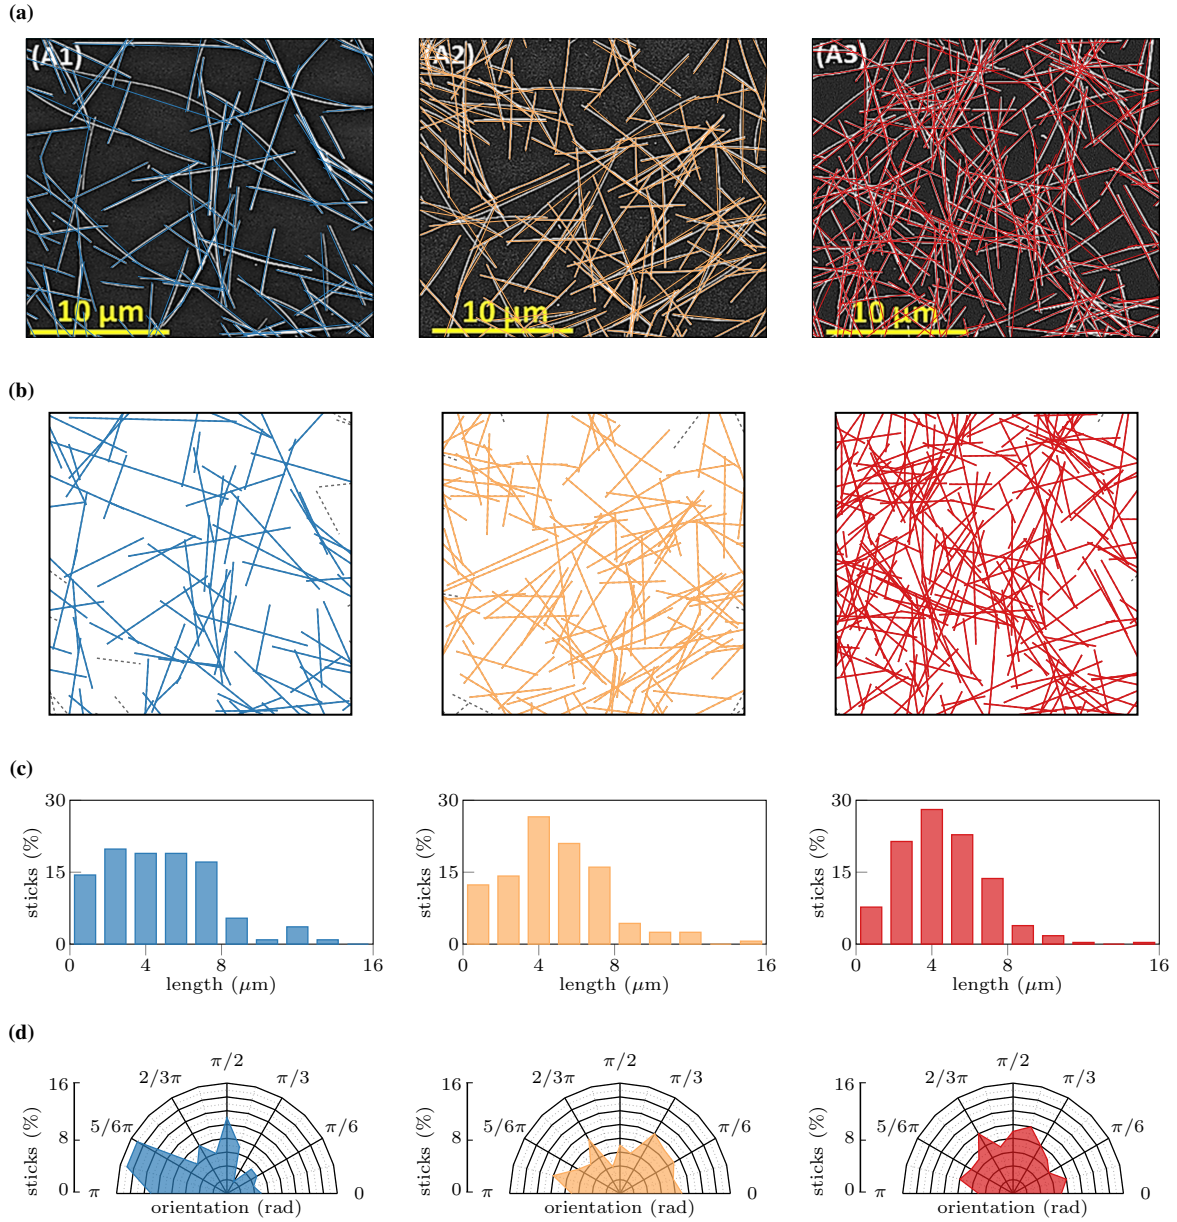 (a)
(A1) (A2) (A3)
10 μm 10 μm 10 μm
(b)
(c)
30 30 30
15 15 15
0 0 0
sticks (%) sticks (%) sticks (%)
0 4 8 16 0 4 8 16 0 4 8 16
length (μm) length (μm) length (μm)
(d)
π/2 π/2 π/2
16 2/3π π/3 16 2/3π π/3 16 2/3π π/3
8 5/6π π/6 8 5/6π π/6 8 5/6π π/6
sticks (%) sticks (%) sticks (%)
0 π 0 0 π 0 0 π 0
orientation (rad) orientation (rad) orientation (rad)